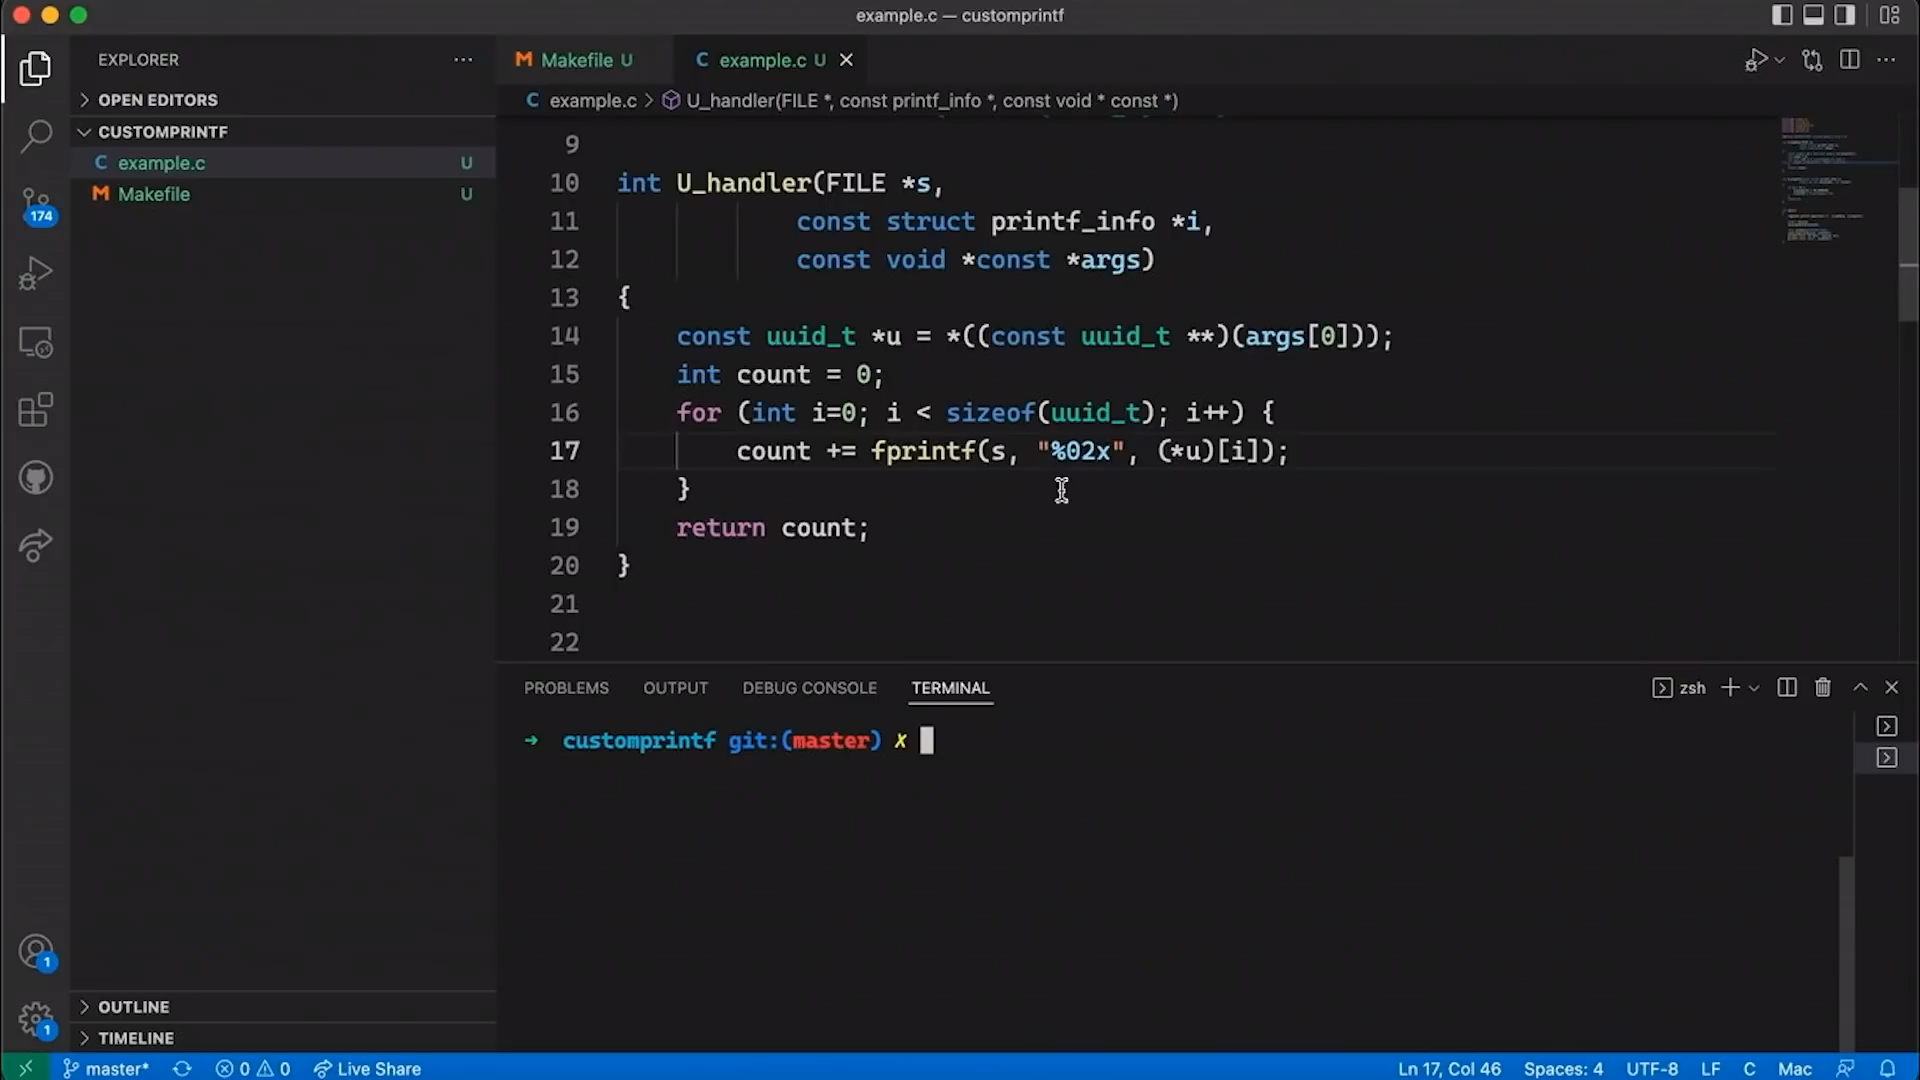 example.c — customprintf
EXPLORER
OPEN EDITORS
CUSTOMPRINTF
C example.c U
M Makefile U
174
1
1
OUTLINE
TIMELINE
M Makefile U
C example.c U
C example.c > U_handler(FILE *, const printf_info *, const void * const *)
9
10 int U_handler(FILE *s,
11 const struct printf_info *i,
12 const void *const *args)
13 {
14 const uuid_t *u = *((const uuid_t **)(args[0]));
15 int count = 0;
16 for (int i=0; i < sizeof(uuid_t); i++) {
17 count += fprintf(s, "%02x", (*u)[i]);
18 }
19 return count;
20 }
21
22
PROBLEMS OUTPUT DEBUG CONSOLE TERMINAL zsh
→ customprintf git:(master) ✗
master* 0 0 Live Share Ln 17, Col 46 Spaces: 4 UTF-8 LF C Mac